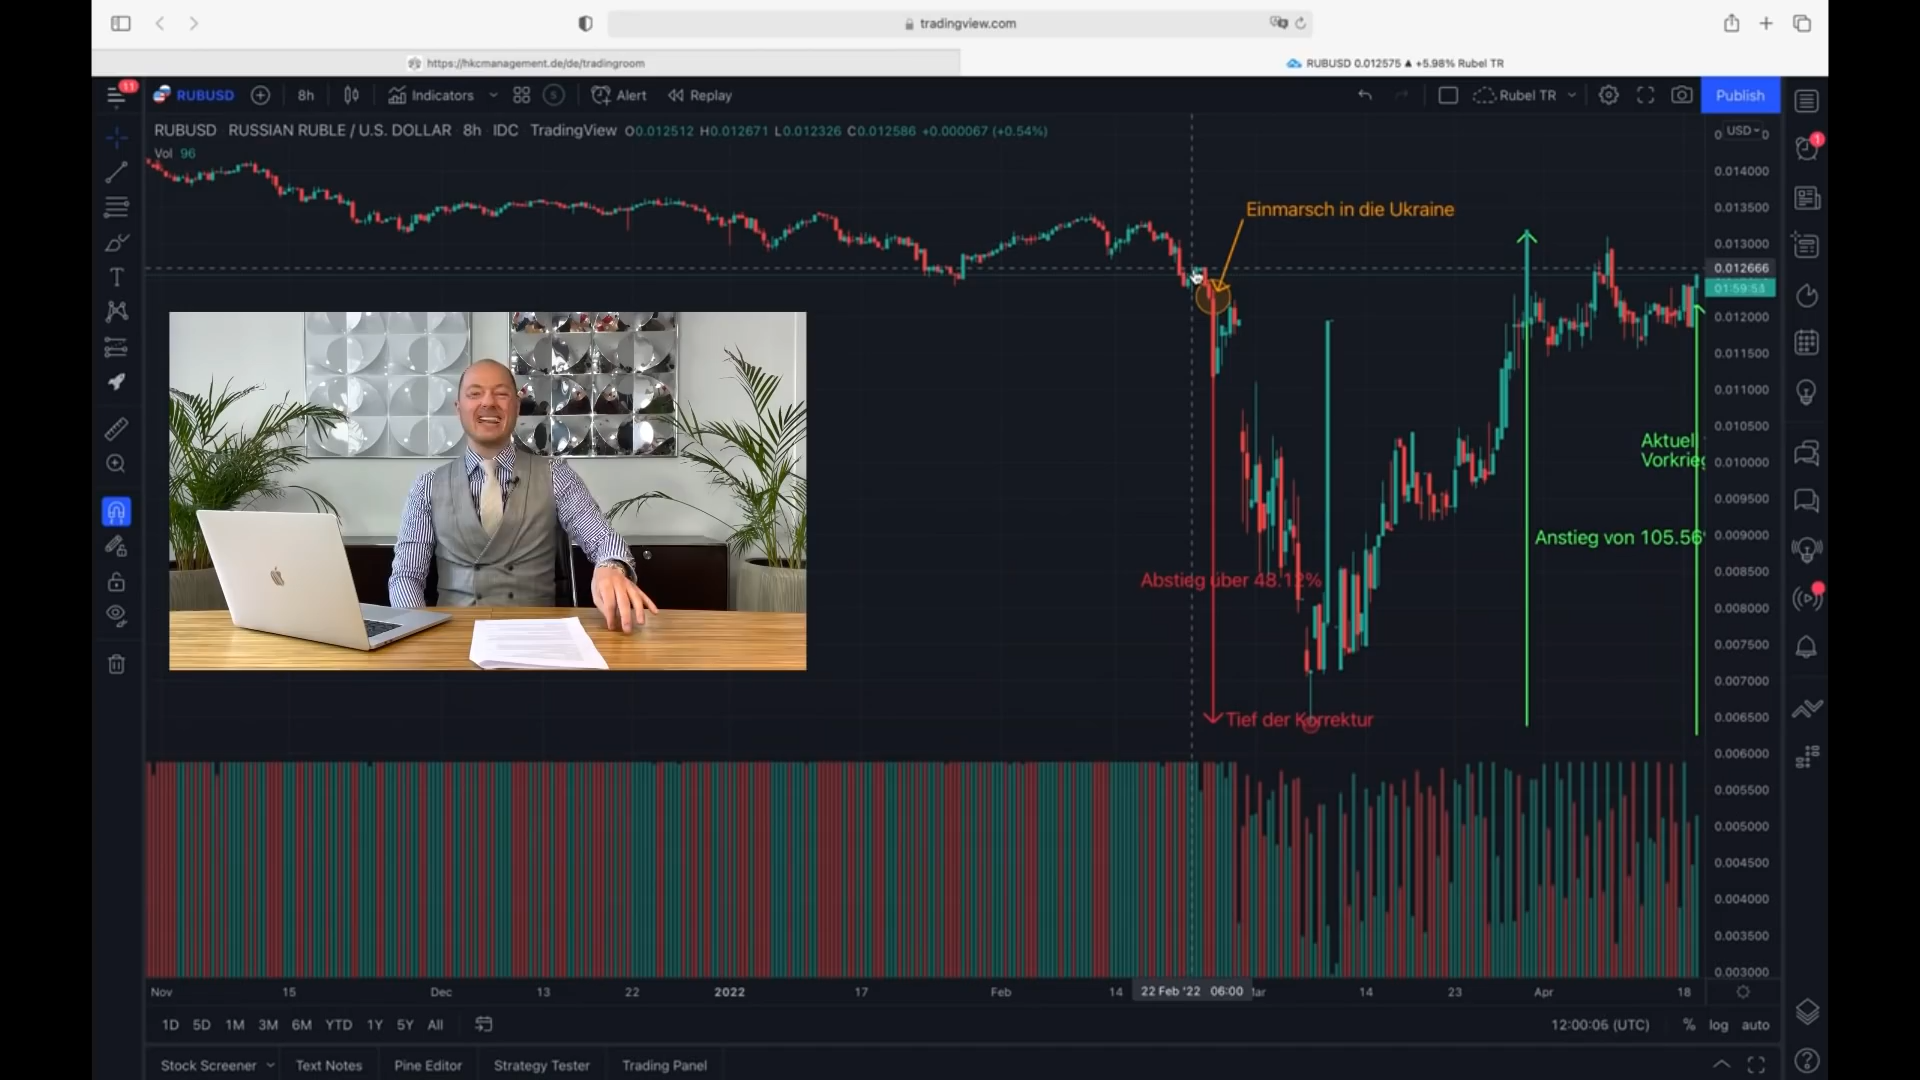 tradingview.com
https://hkcmanagement.de/de/tradingroom
RUBUSD 0.012575 ▲ +5.98% Rubel TR
11
RUBUSD
8h
Indicators
S
Alert
Replay
Rubel TR
Publish
RUBUSD RUSSIAN RUBLE / U.S. DOLLAR 8h IDC TradingView O0.012512 H0.012671 L0.012326 C0.012586 +0.000067 (+0.54%)
USD
1
Vol 96
0.014000
0.013500
Einmarsch in die Ukraine
0.013000
0.012666
01:59:53
0.012000
0.011500
0.011000
0.010500
Aktuell
0.010000
0.009500
Anstieg von 105.56
0.009000
0.008500
Abstieg über 48.12%
0.008000
0.007500
0.007000
Tief der Korrektur
0.006500
0.006000
0.005500
0.005000
0.004500
0.004000
0.003500
0.003000
Nov 15 Dec 13 22 2022 17 Feb 14 22 Feb '22 06:00 14 23 Apr 18
1D 5D 1M 3M 6M YTD 1Y 5Y All
12:00:06 (UTC) % log auto
Stock Screener Text Notes Pine Editor Strategy Tester Trading Panel